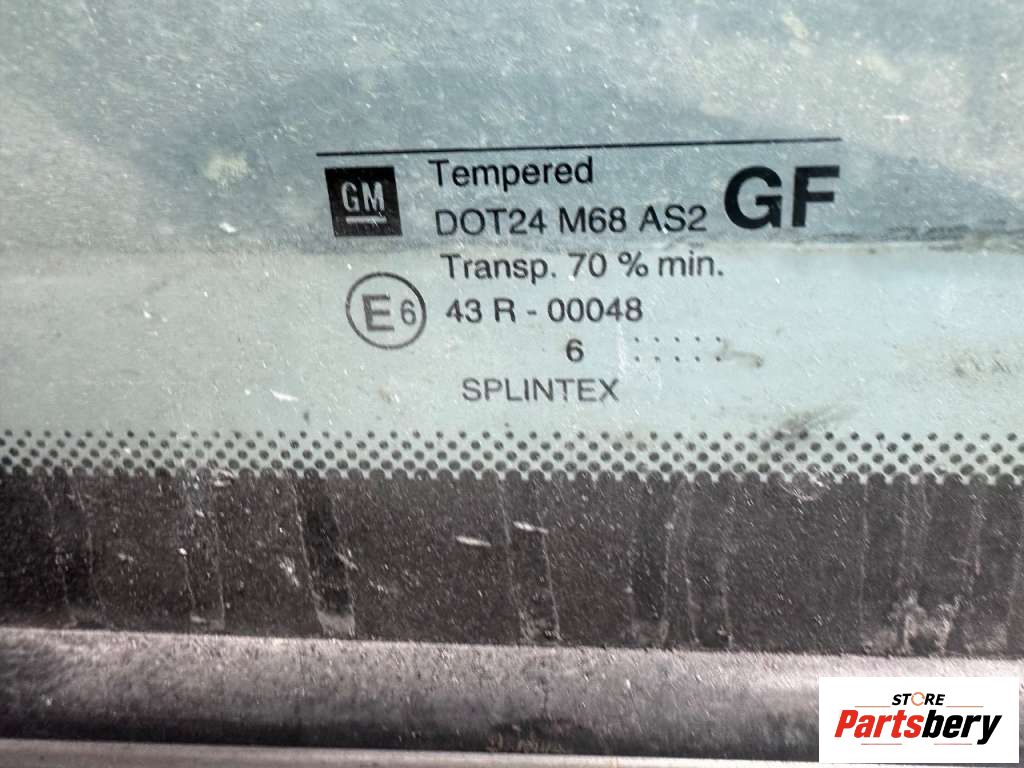 GM
Tempered
GF
DOT24 M68 AS2
Transp. 70 % min.
E6
43 R - 00048
6
SPLINTEX
STORE
Partsbery